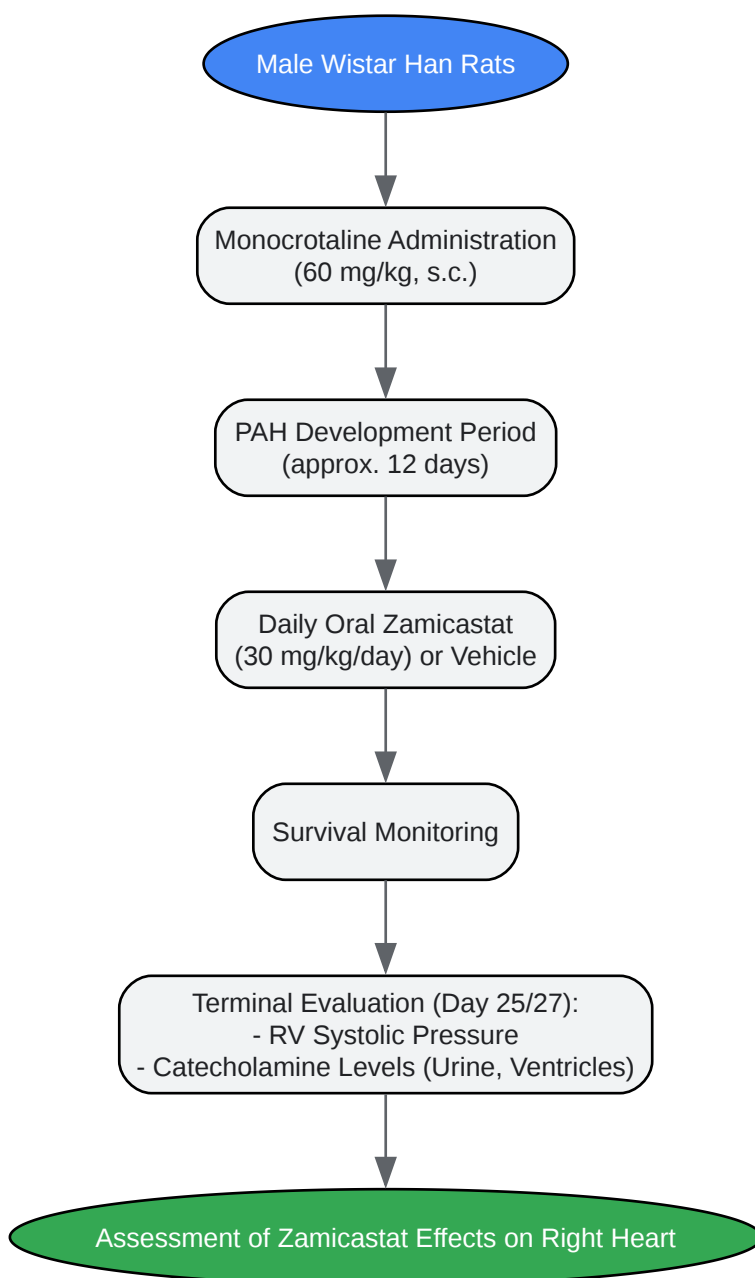 Male Wistar Han Rats
Monocrotaline Administration
(60 mg/kg, s.c.)
PAH Development Period
(approx. 12 days)
Daily Oral Zamicastat
(30 mg/kg/day) or Vehicle
Survival Monitoring
Terminal Evaluation (Day 25/27):
- RV Systolic Pressure
- Catecholamine Levels (Urine, Ventricles)
Assessment of Zamicastat Effects on Right Heart